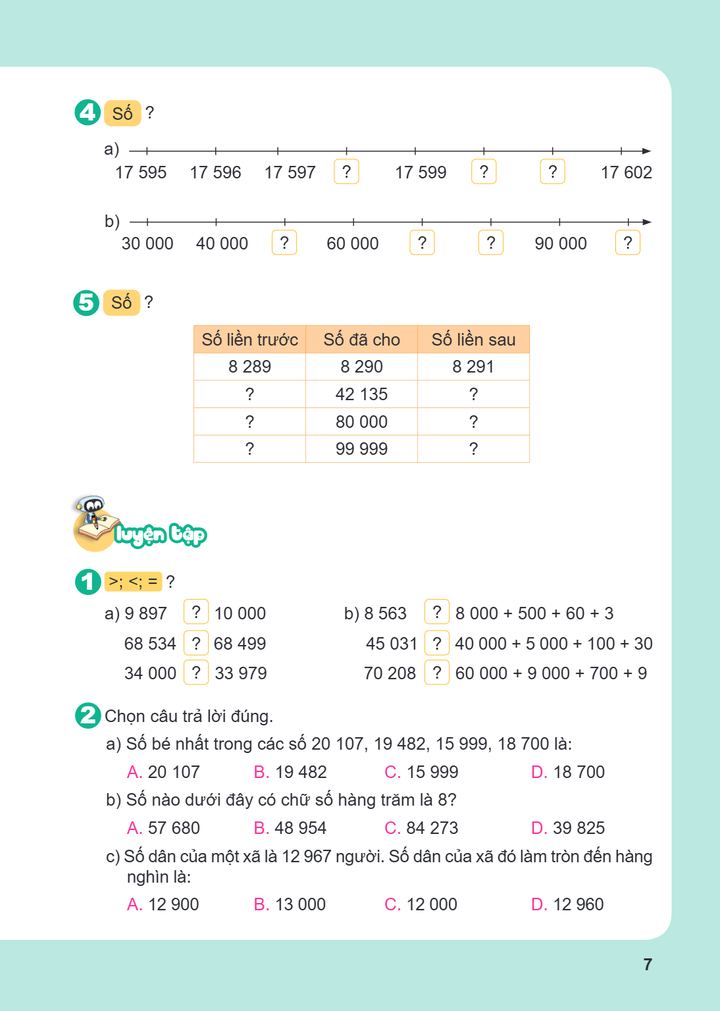 4 Số ?
a)
17 595 17 596 17 597 ? 17 599 ? ? 17 602
b)
30 000 40 000 ? 60 000 ? ? 90 000 ?
5 Số ?
Số liền trước Số đã cho Số liền sau
8 289 8 290 8 291
? 42 135 ?
? 80 000 ?
? 99 999 ?
luyện tập
1 >; <; = ?
a) 9 897 ? 10 000 b) 8 563 ? 8 000 + 500 + 60 + 3
68 534 ? 68 499 45 031 ? 40 000 + 5 000 + 100 + 30
34 000 ? 33 979 70 208 ? 60 000 + 9 000 + 700 + 9
2 Chọn câu trả lời đúng.
a) Số bé nhất trong các số 20 107, 19 482, 15 999, 18 700 là:
A. 20 107 B. 19 482 C. 15 999 D. 18 700
b) Số nào dưới đây có chữ số hàng trăm là 8?
A. 57 680 B. 48 954 C. 84 273 D. 39 825
c) Số dân của một xã là 12 967 người. Số dân của xã đó làm tròn đến hàng
nghìn là:
A. 12 900 B. 13 000 C. 12 000 D. 12 960
7